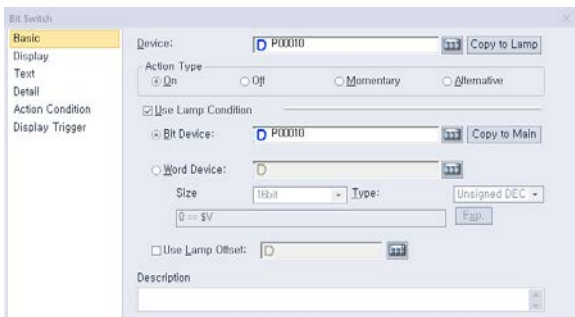 Bit Switch
Basic
Display
Text
Detail
Action Condition
Display Trigger
Device: D P00010 Copy to Lamp
Action Type
On Off Momentary Alternative
Use Lamp Condition
Bit Device: D P00010 Copy to Main
Word Device: D
Size 16bit Type: Unsigned DEC
0 == $V Exp.
Use Lamp Offset: D
Description